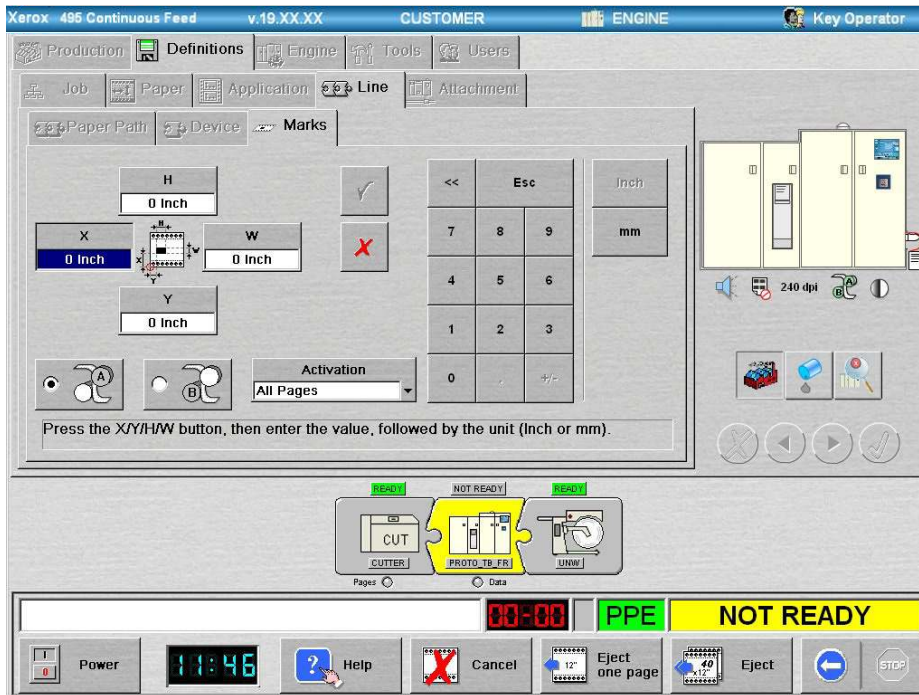 Xerox 495 Continuous Feed v.19.XX.XX CUSTOMER ENGINE Key Operator
Production Definitions Engine Tools Users
Job Paper Application Line Attachment
Paper Path Device Marks
H
0 Inch
X
0 Inch
W
0 Inch
Y
0 Inch
H
W
X
Y
<< Esc
7 8 9
4 5 6
1 2 3
0 . +/-
Inch
mm
240 dpi A B
A
B
Activation
All Pages
Press the X/Y/H/W button, then enter the value, followed by the unit (Inch or mm).
READY NOT READY READY
CUT
CUTTER PROTO_TB_FR UNW
Pages Data
00-00 PPE NOT READY
I
0
Power
11:46
? Help
Cancel
12"
Eject
one page
40
x12"
Eject
STOP